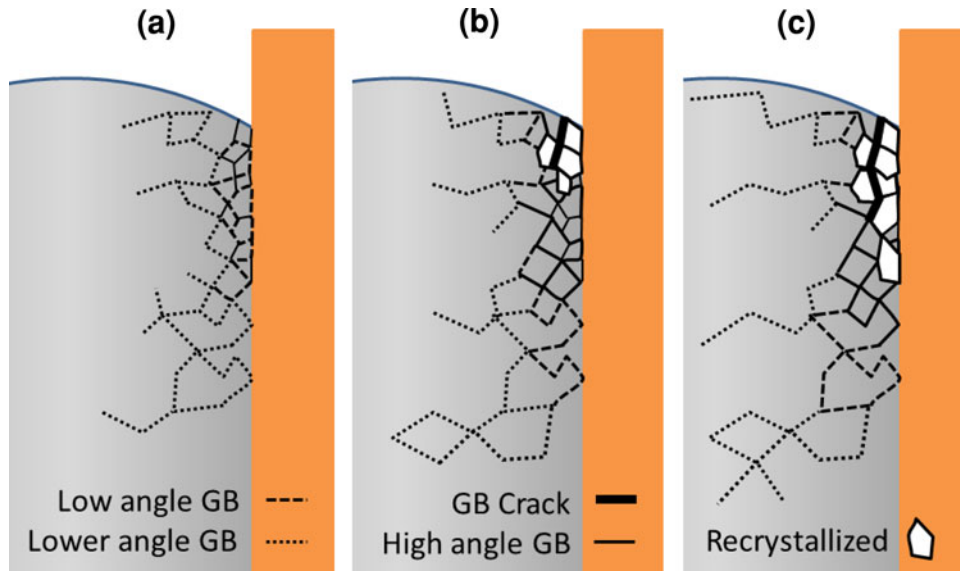 (a) (b) (c)
Low angle GB
Lower angle GB
GB Crack
High angle GB
Recrystallized